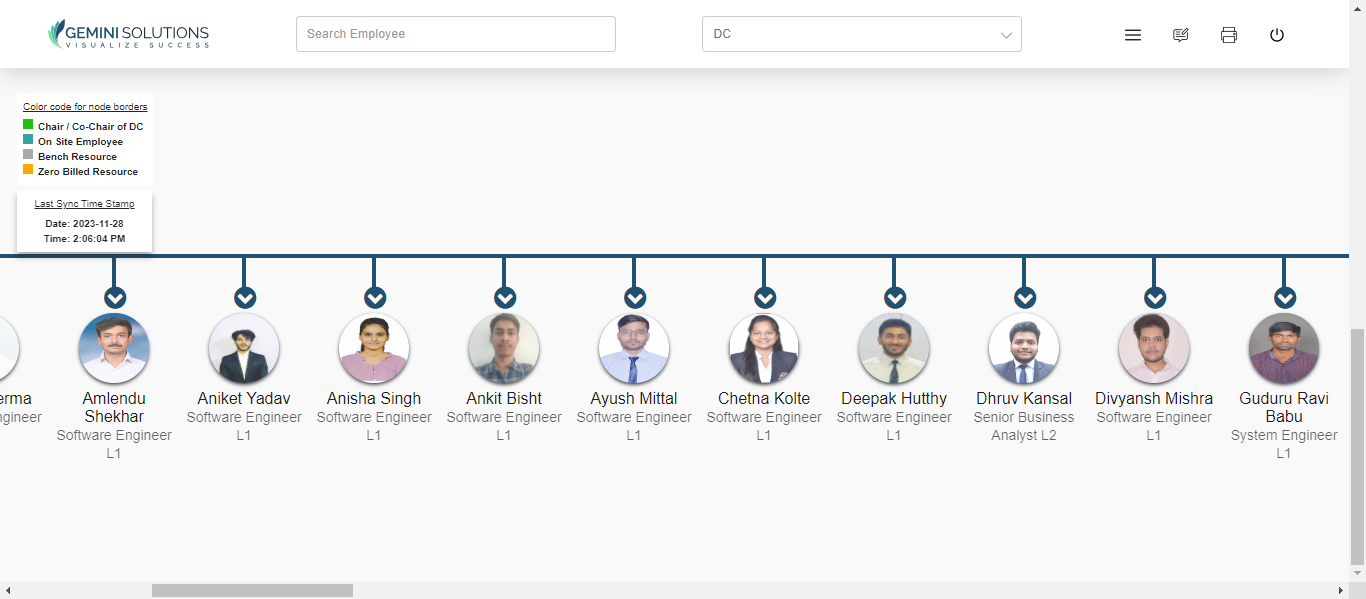 GEMINI SOLUTIONS
VISUALIZE SUCCESS
Search Employee
DC
Color code for node borders
Chair / Co-Chair of DC
On Site Employee
Bench Resource
Zero Billed Resource
Last Sync Time Stamp
Date: 2023-11-28
Time: 2:06:04 PM
erma
ngineer
Amlendu
Shekhar
Software Engineer
L1
Aniket Yadav
Software Engineer
L1
Anisha Singh
Software Engineer
L1
Ankit Bisht
Software Engineer
L1
Ayush Mittal
Software Engineer
L1
Chetna Kolte
Software Engineer
L1
Deepak Hutthy
Software Engineer
L1
Dhruv Kansal
Senior Business
Analyst L2
Divyansh Mishra
Software Engineer
L1
Guduru Ravi
Babu
System Engineer
L1